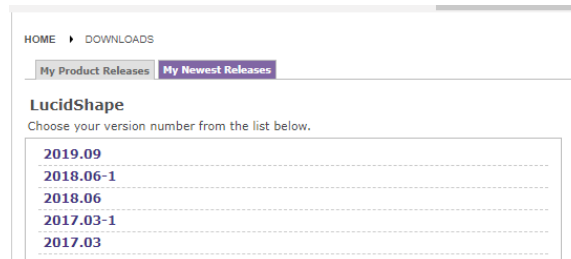 HOME DOWNLOADS
My Product Releases My Newest Releases
LucidShape
Choose your version number from the list below.
2019.09
2018.06-1
2018.06
2017.03-1
2017.03